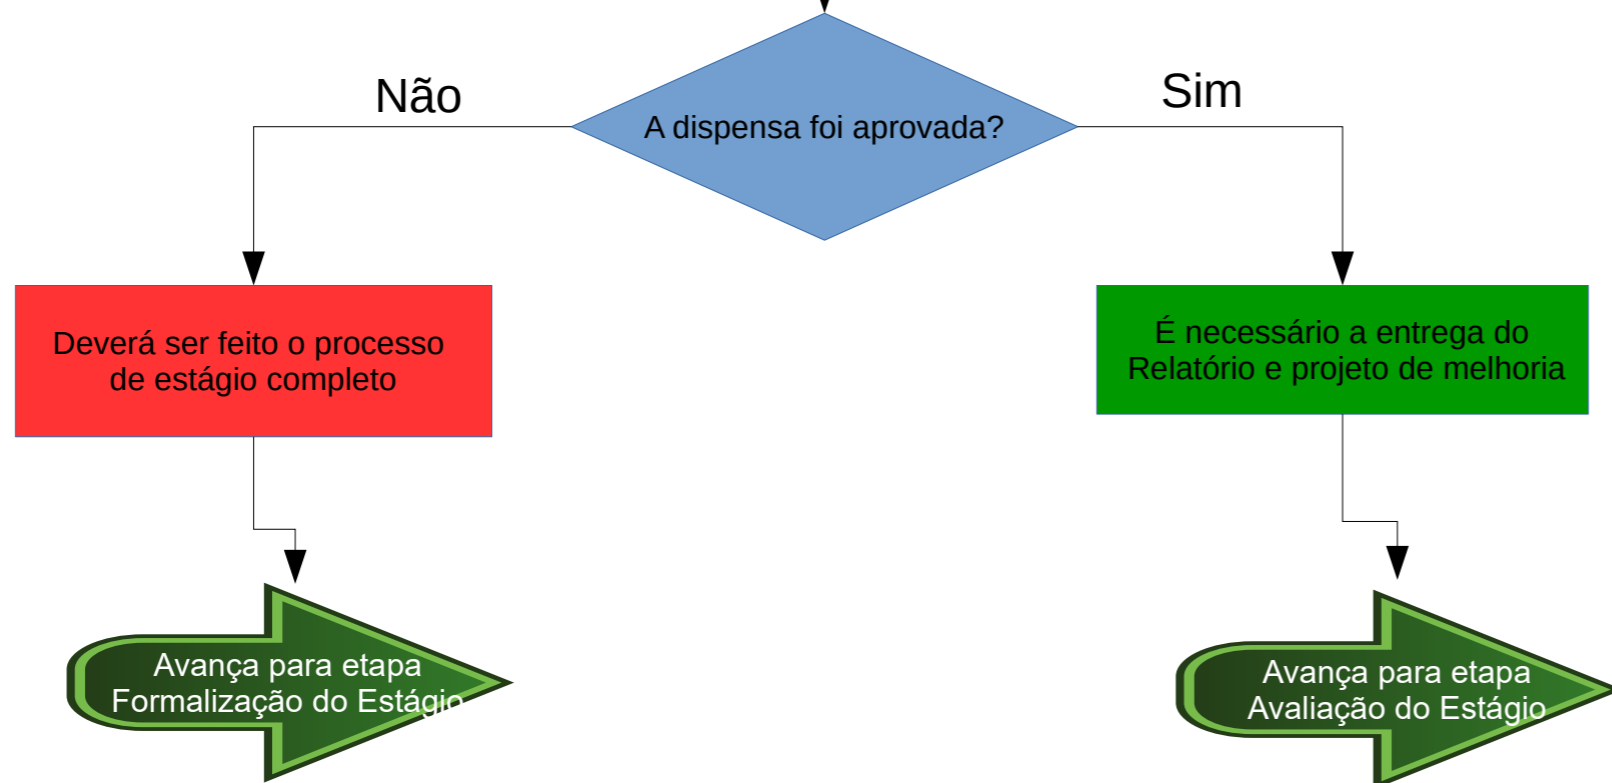 Não
Sim
A dispensa foi aprovada?
Deverá ser feito o processo
de estágio completo
É necessário a entrega do
Relatório e projeto de melhoria
Avança para etapa
Formalização do Estágio
Avança para etapa
Avaliação do Estágio